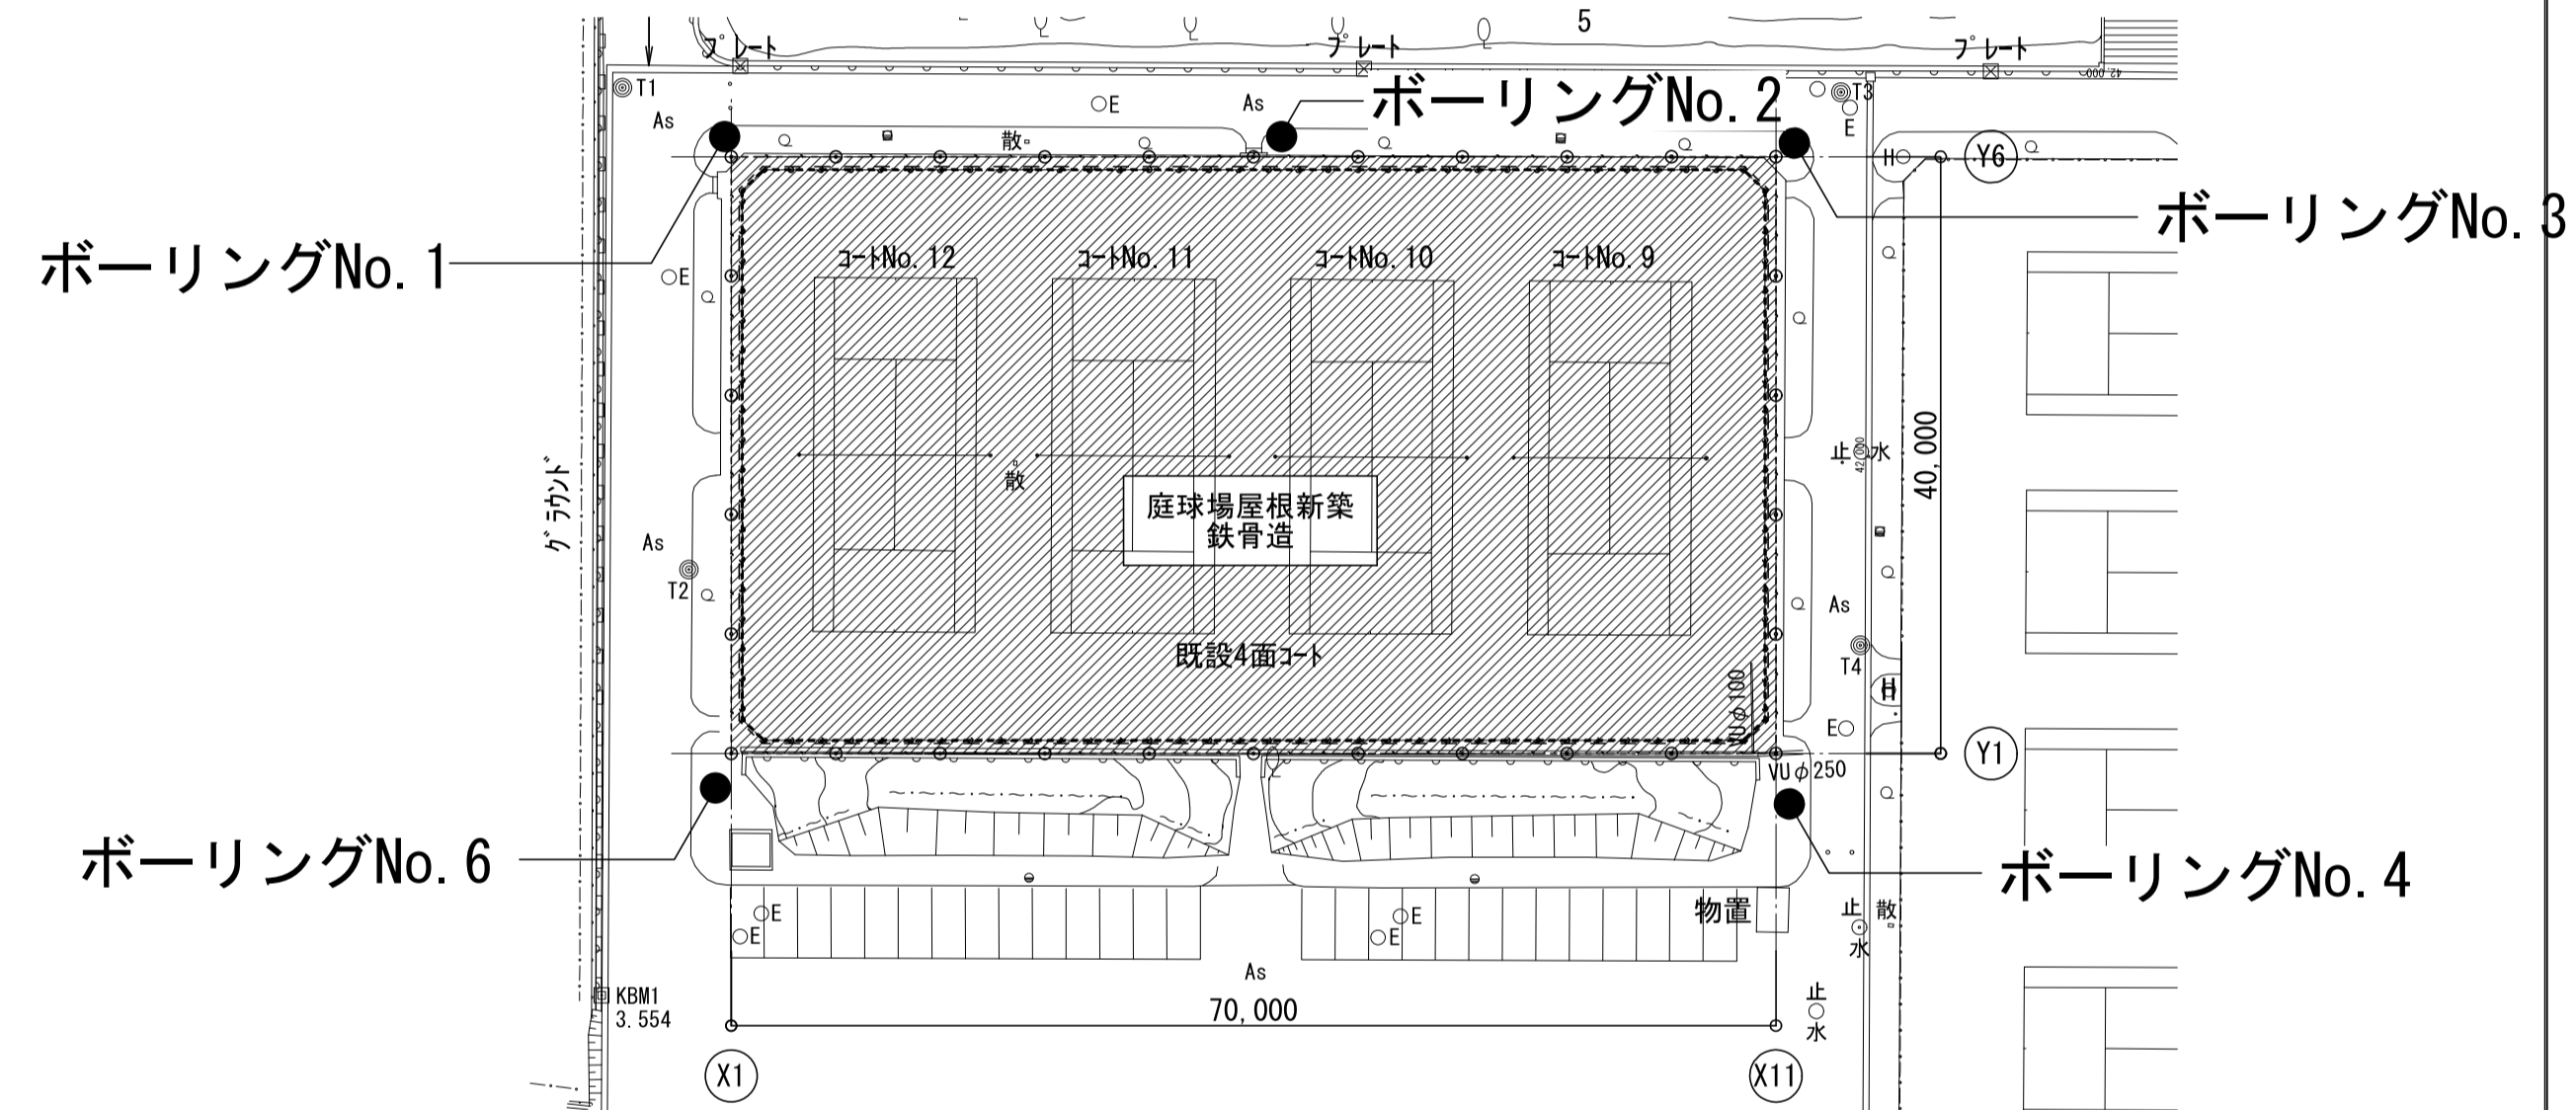 5
プレート
プレート
プレート
T1
As
E
As
ボーリングNo.2
T3
E
42,000
散
H
Y6
ボーリングNo.1
ボーリングNo.3
E
コートNo.12
コートNo.11
コートNo.10
コートNo.9
グラウンド
散
止水
42,000
40,000
庭球場屋根新築
鉄骨造
As
T2
As
T4
既設4面コート
VUφ100
H
E
Y1
VUφ250
ボーリングNo.6
ボーリングNo.4
E
E
E
E
物置
止水
散
As
KBM1
3.554
70,000
止水
X1
X11